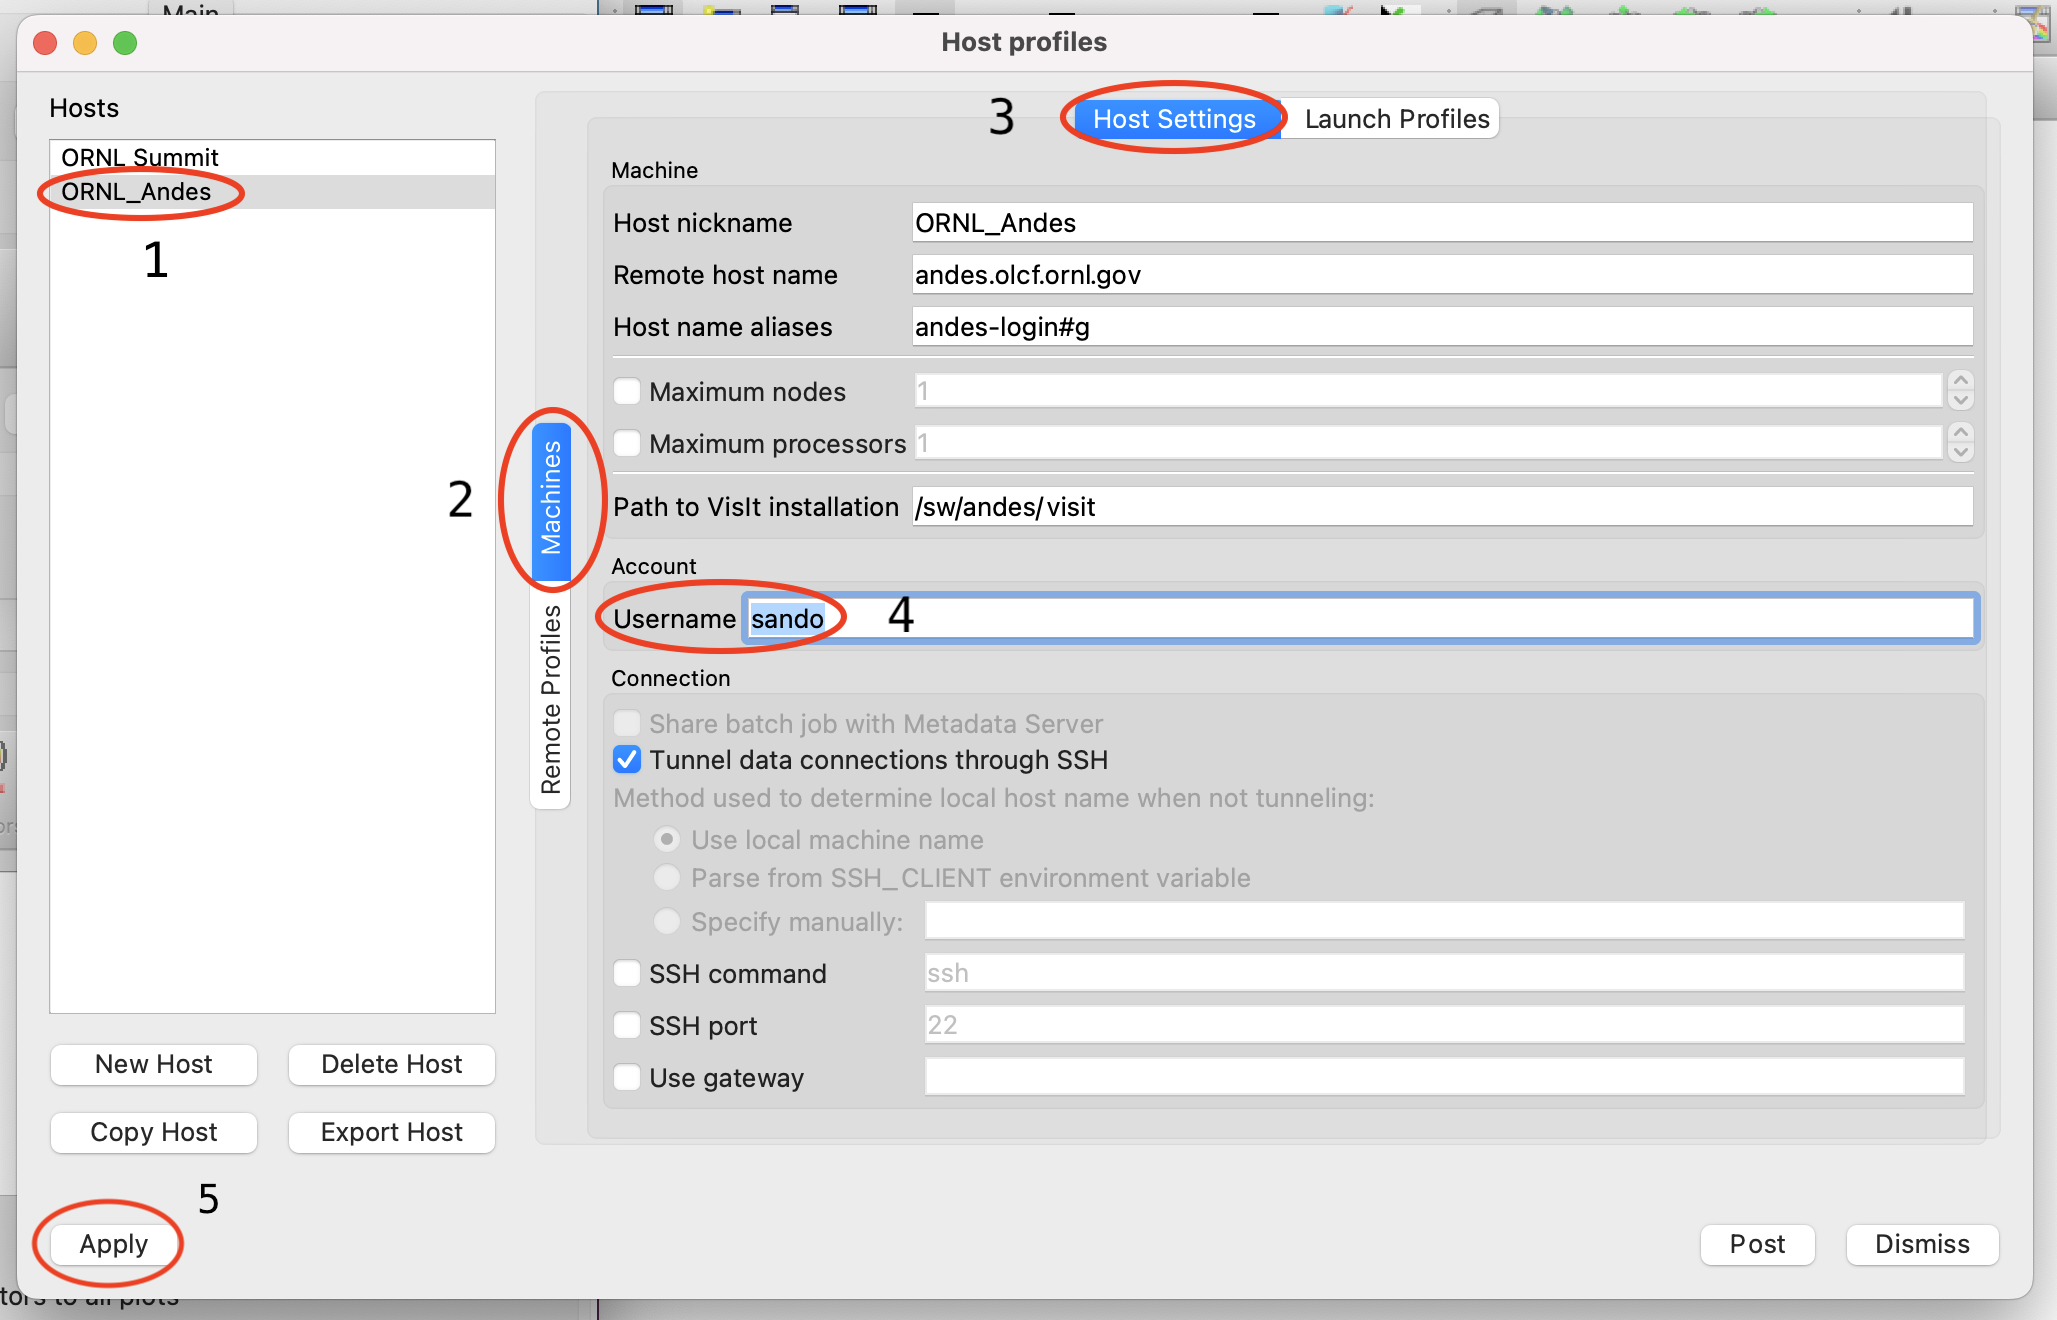 Main
Host profiles
Hosts
ORNL Summit
ORNL_Andes
1
2
Machines
Remote Profiles
3
Host Settings
Launch Profiles
Machine
Host nickname ORNL_Andes
Remote host name andes.olcf.ornl.gov
Host name aliases andes-login#g
Maximum nodes 1
Maximum processors 1
Path to VisIt installation /sw/andes/visit
Account
Username sando 4
Connection
Share batch job with Metadata Server
Tunnel data connections through SSH
Method used to determine local host name when not tunneling:
Use local machine name
Parse from SSH_CLIENT environment variable
Specify manually:
SSH command ssh
SSH port 22
Use gateway
New Host Delete Host
Copy Host Export Host
5
Apply Post Dismiss
to all plots